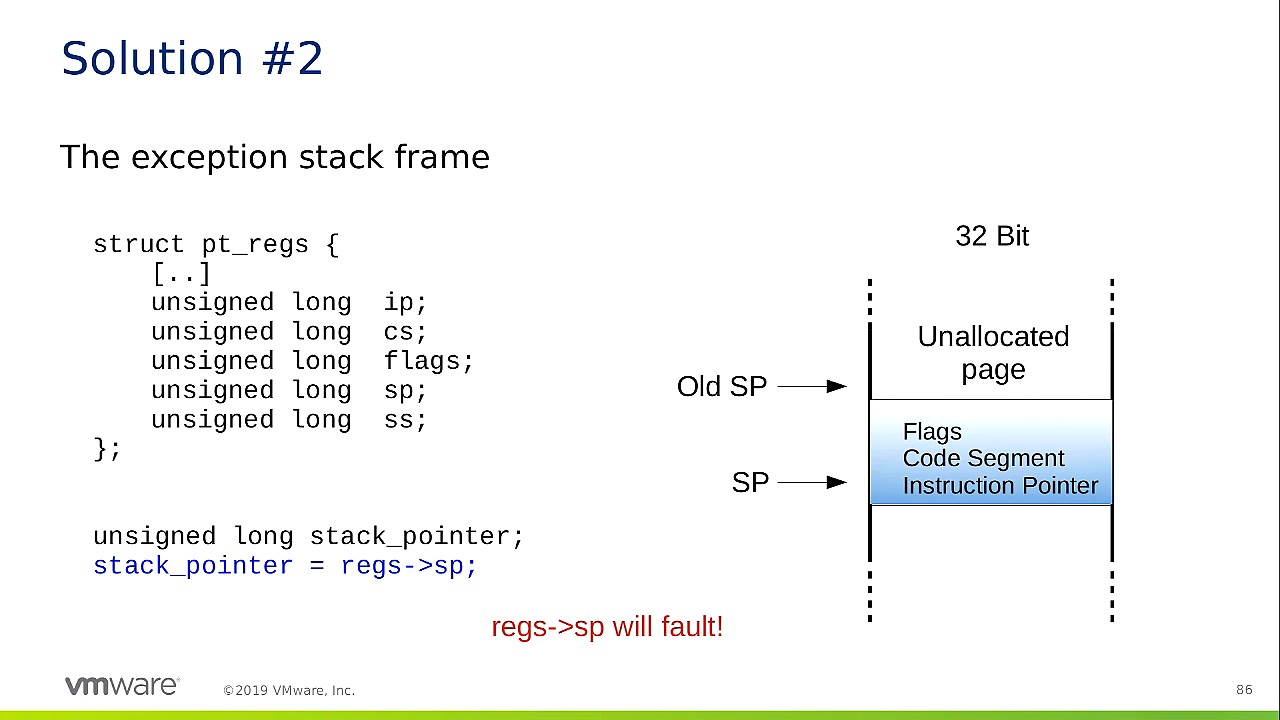 Solution #2
The exception stack frame
struct pt_regs {
    [..]
    unsigned long  ip;
    unsigned long  cs;
    unsigned long  flags;
    unsigned long  sp;
    unsigned long  ss;
};
unsigned long stack_pointer;
stack_pointer = regs->sp;
regs->sp will fault!
32 Bit
Unallocated
page
Old SP
Flags
Code Segment
Instruction Pointer
SP
vmware
©2019 VMware, Inc.
86